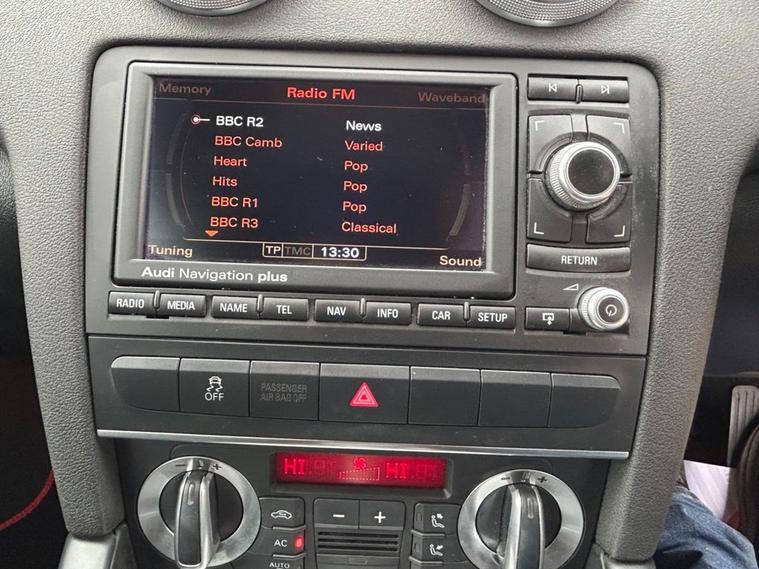 Memory Radio FM Waveband
BBC R2 News
BBC Camb Varied
Heart Pop
Hits Pop
BBC R1 Pop
BBC R3 Classical
Tuning TP TMC 13:30 Sound
RETURN
Audi Navigation plus
RADIO MEDIA NAME TEL NAV INFO CAR SETUP
OFF
PASSENGER
AIR BAG OFF
HI HI
- + - +
- +
AC
AUTO